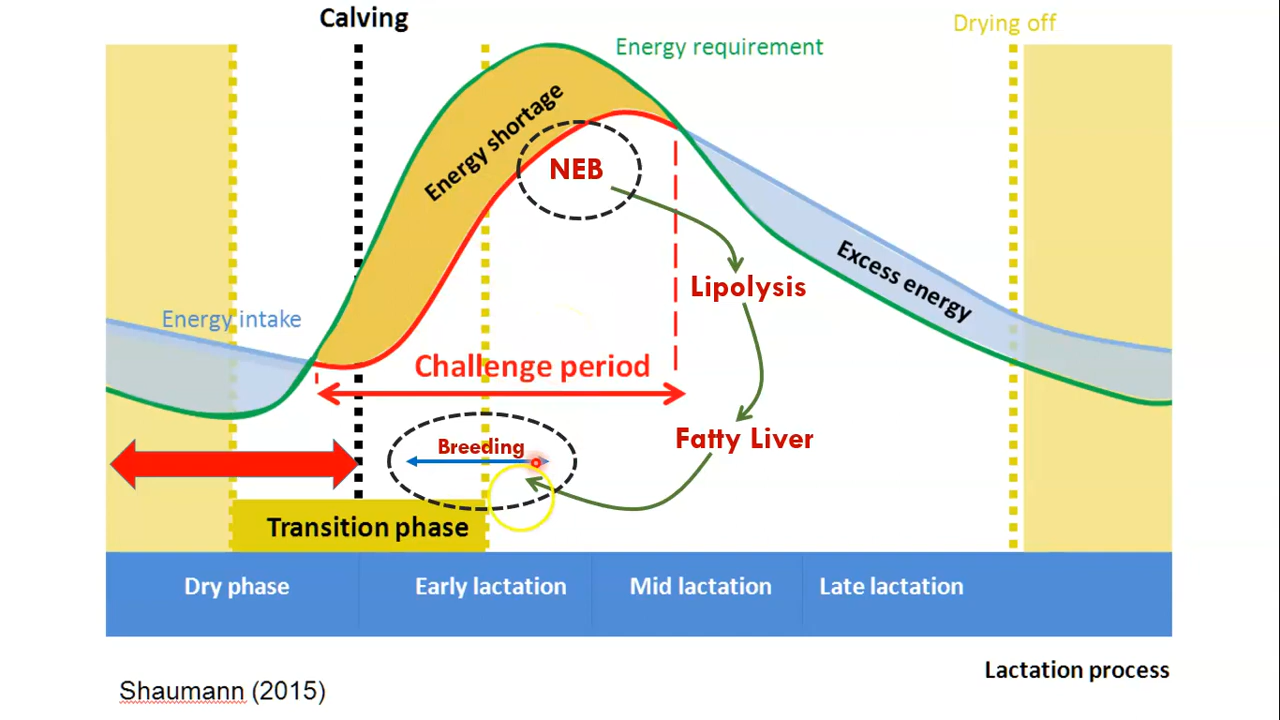 Calving
Drying off
Energy requirement
Energy shortage
NEB
Energy intake
Excess energy
Lipolysis
Challenge period
Fatty Liver
Breeding
Transition phase
Dry phase
Early lactation
Mid lactation
Late lactation
Lactation process
Shaumann (2015)